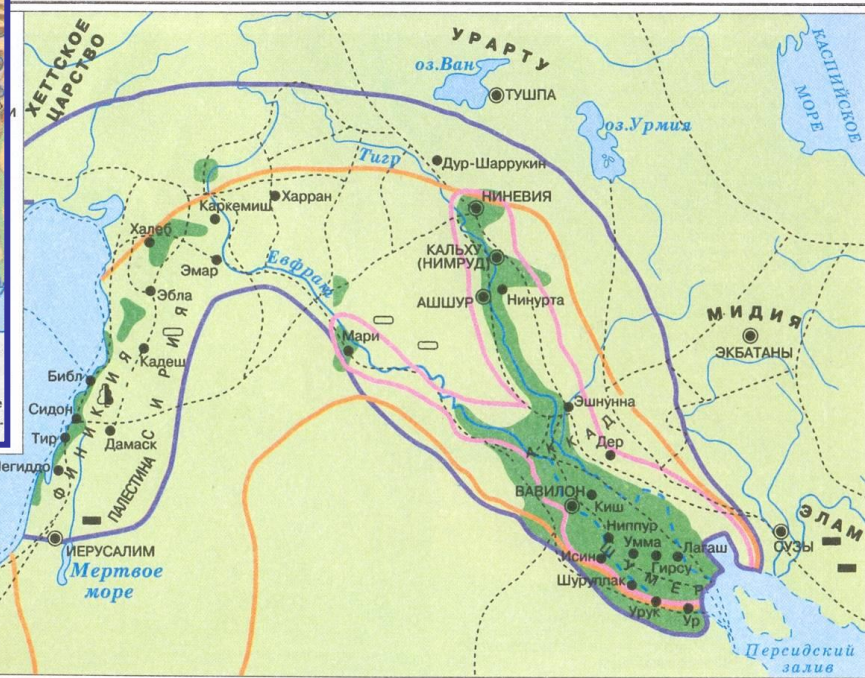 ХЕТТСКОЕ
ЦАРСТВО
УРАРТУ
оз.Ван
ТУШПА
КАСПИЙСКОЕ
МОРЕ
оз.Урмия
Тигр
Дур-Шаррукин
Харран
НИНЕВИЯ
Каркемиш
Халеб
КАЛЬХУ
(НИМРУД)
Эмар
Евфрат
Эбла
АШШУР
Нинурта
МИДИЯ
ЭКБАТАНЫ
Мари
Кадеш
СИРИЯ
Библ
ФИНИКИЯ
Сидон
Эшнунна
Тир
Дамаск
АККАД
Дер
егиддо
ПАЛЕСТИНА
ВАВИЛОН
Киш
ЭЛАМ
Ниппур
СУЗЫ
ИЕРУСАЛИМ
Умма
Лагаш
Исин
Гирсу
Мертвое
море
ШУМЕР
Шуруппак
Урук
Ур
Персидский
залив